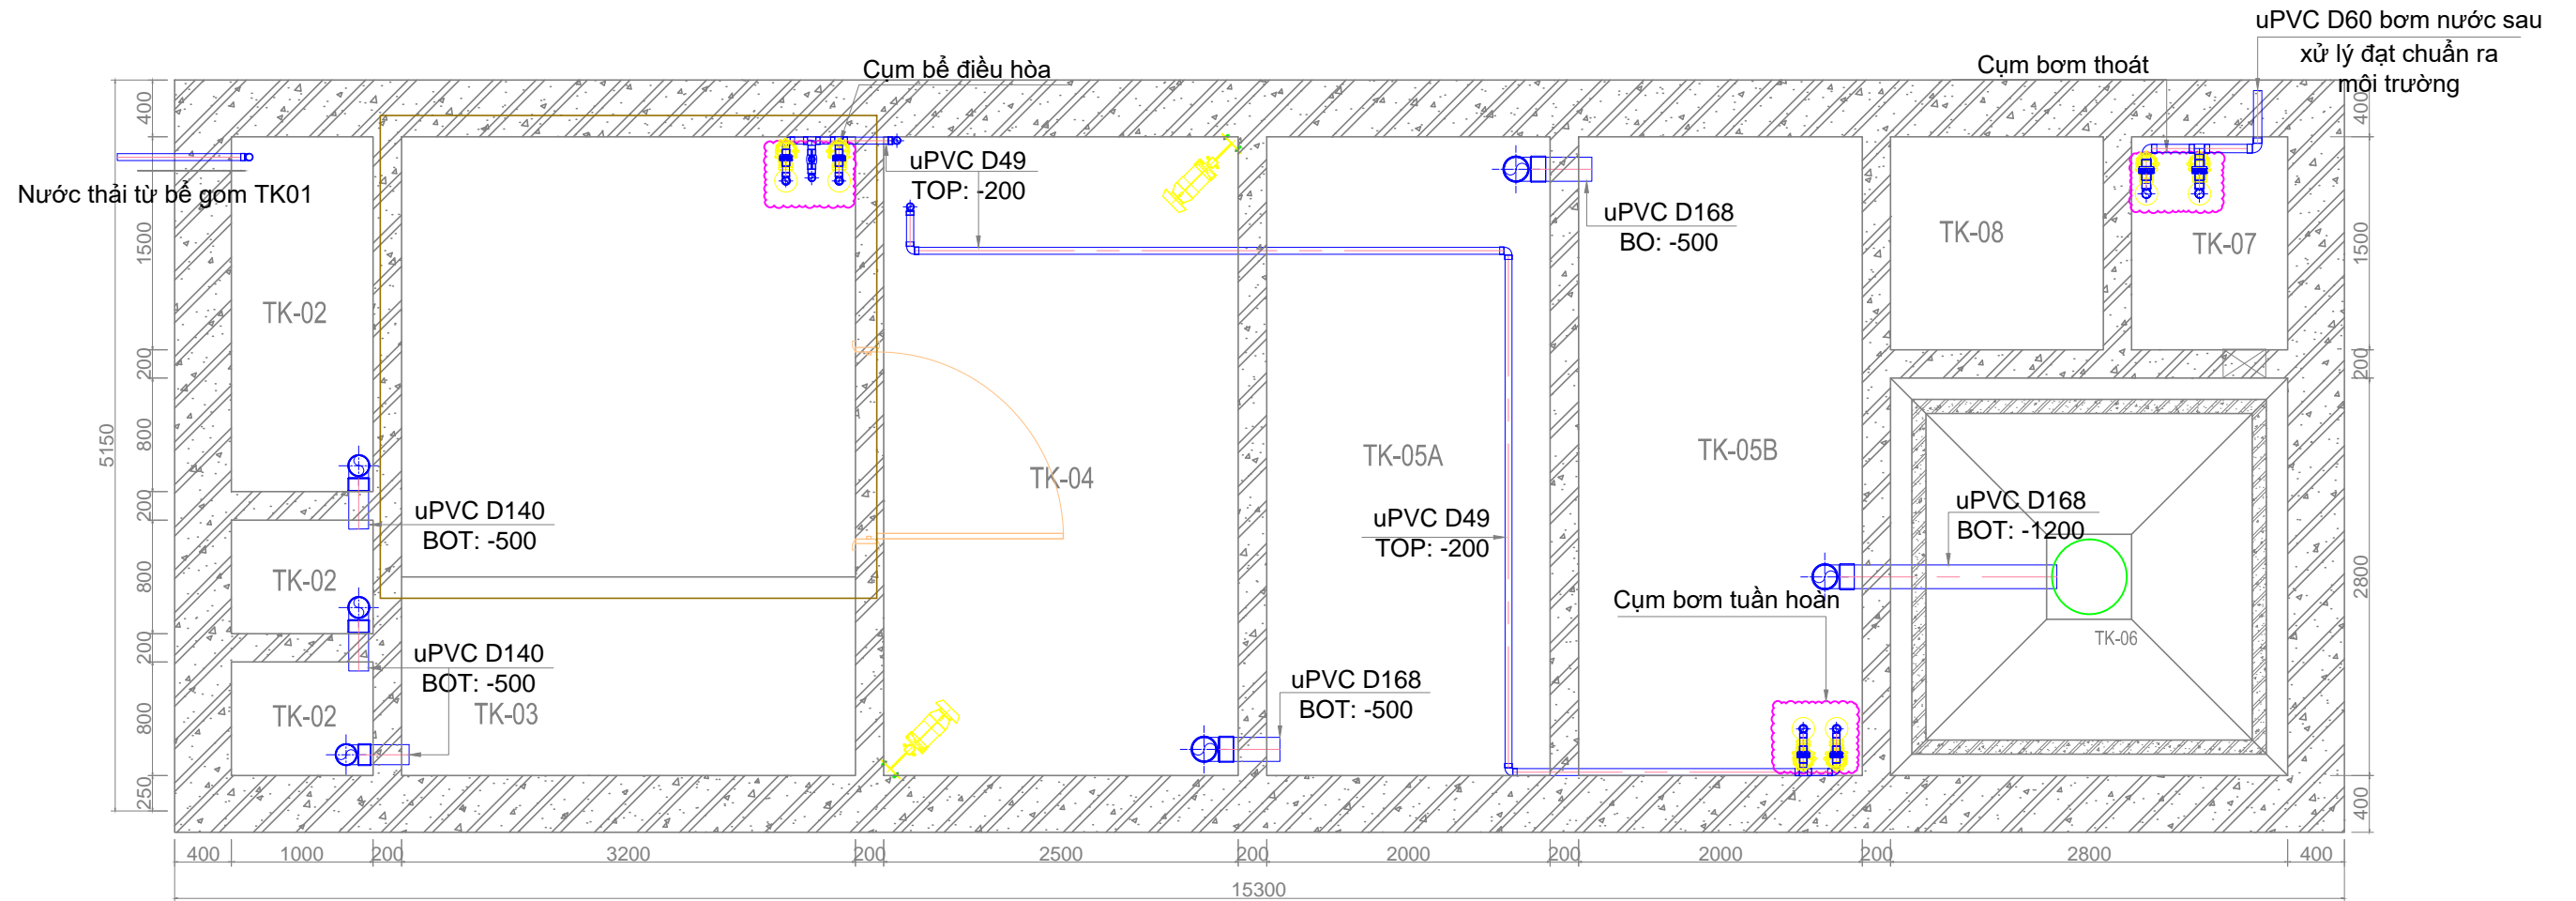 uPVC D60 bơm nước sau
xử lý đạt chuẩn ra
môi trường
Cụm bơm thoát
Cụm bể điều hòa
Nước thải từ bể gom TK01
uPVC D49
TOP: -200
uPVC D168
BO: -500
TK-08
TK-07
TK-02
TK-04
TK-05A
TK-05B
uPVC D140
BOT: -500
uPVC D49
TOP: -200
uPVC D168
BOT: -1200
TK-02
Cụm bơm tuần hoàn
TK-06
uPVC D140
BOT: -500
TK-02
TK-03
uPVC D168
BOT: -500
400
1500
200
800
200
800
200
800
250
5150
400
1500
200
2800
400
400
1000
200
3200
200
2500
200
2000
200
2000
200
2800
400
15300